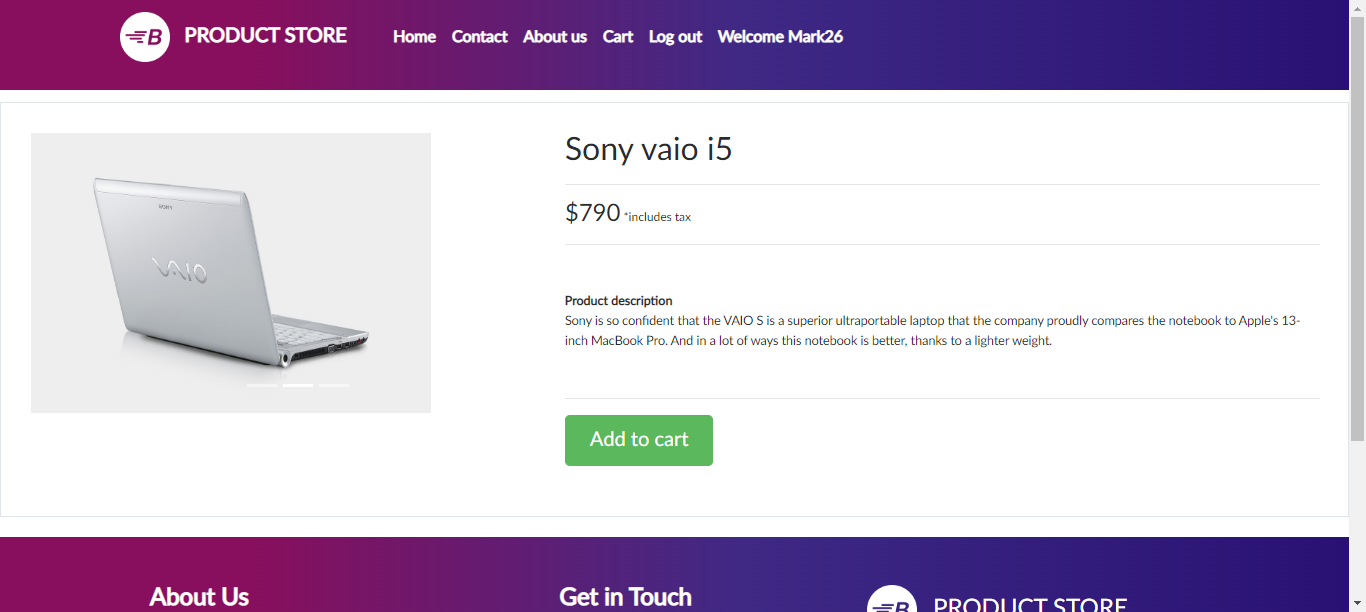 B PRODUCT STORE Home Contact About us Cart Log out Welcome Mark26
SONY
VAIO
Sony vaio i5
$790 *includes tax
Product description
Sony is so confident that the VAIO S is a superior ultraportable laptop that the company proudly compares the notebook to Apple's 13-
inch MacBook Pro. And in a lot of ways this notebook is better, thanks to a lighter weight.
Add to cart
About Us
Get in Touch
B PRODUCT STORE